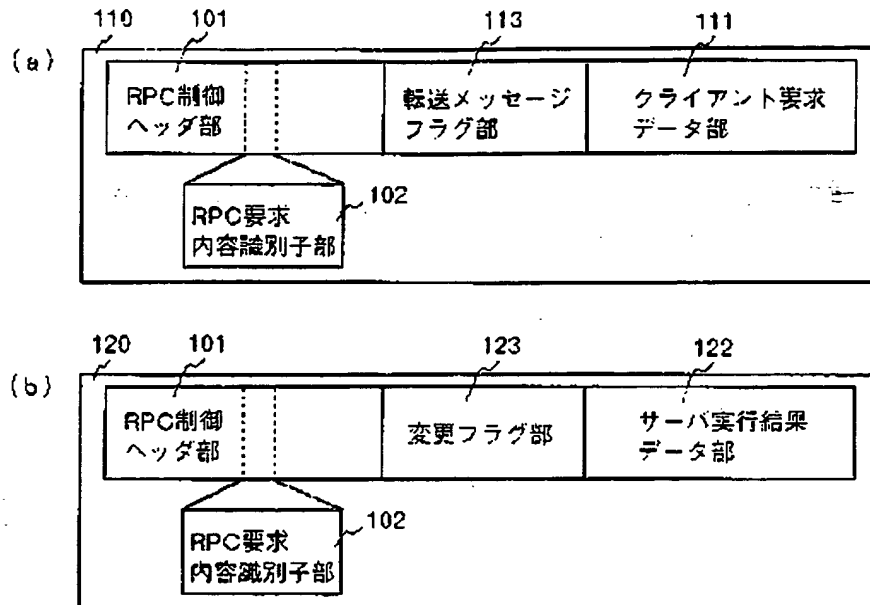 (a)
110
101
113
111
RPC制御
ヘッダ部
転送メッセージ
フラグ部
クライアント要求
データ部
102
RPC要求
内容識別子部
(b)
120
101
123
122
RPC制御
ヘッダ部
変更フラグ部
サーバ実行結果
データ部
102
RPC要求
内容識別子部